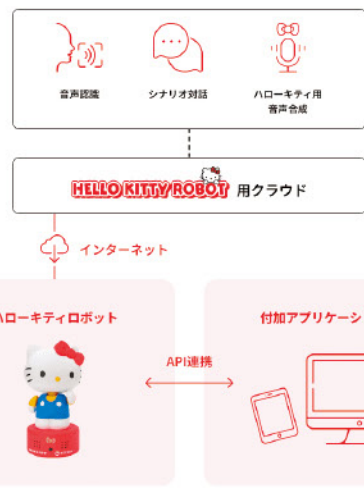 音声認識
シナリオ対話
ハローキティ用
音声合成
HELLO KITTY ROBOT 用クラウド
インターネット
ハローキティロボット
付加アプリケーシ
API連携